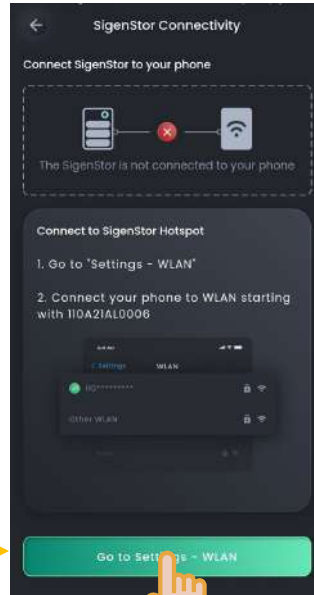 SigenStor Connectivity
Connect SigenStor to your phone
The SigenStor is not connected to your phone
Connect to SigenStor Hotspot
1. Go to "Settings - WLAN"
2. Connect your phone to WLAN starting
with 110A21AL0006
< Settings WLAN
Other WLAN
Go to Settings - WLAN